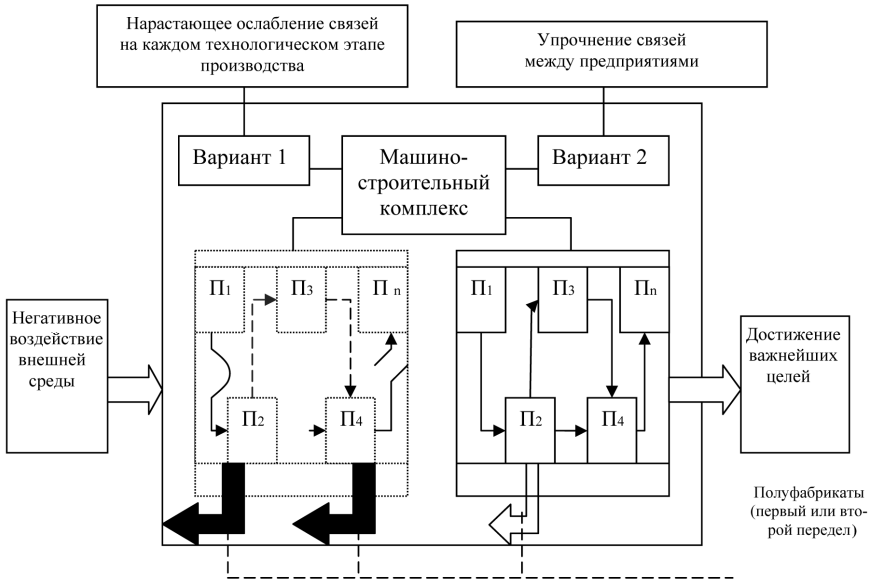 Нарастающее ослабление связей
на каждом технологическом этапе
производства
Упрочнение связей
между предприятиями
Вариант 1
Машино-
строительный
комплекс
Вариант 2
П1
П3
П n
П1
П3
Пn
Негативное
воздействие
внешней
среды
Достижение
важнейших
целей
П2
П4
П2
П4
Полуфабрикаты
(первый или вто-
рой передел)